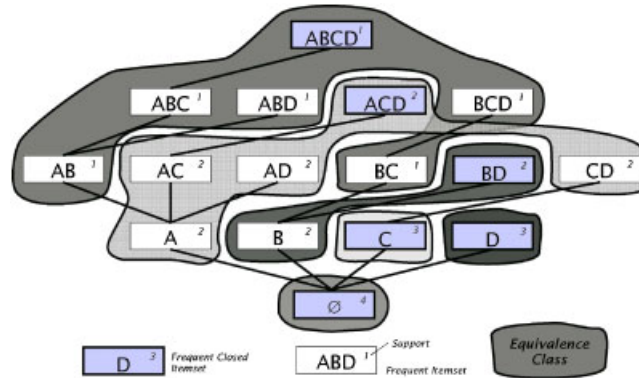 ABCD 1
ABC 1 ABD 1 ACD 2 BCD 1
AB 1 AC 2 AD 2 BC 1 BD 2 CD 2
A 2 B 2 C 3 D 3
Ø 4
D 3 Frequent Closed Itemset
ABD 1 Support
Frequent Itemset
Equivalence
Class